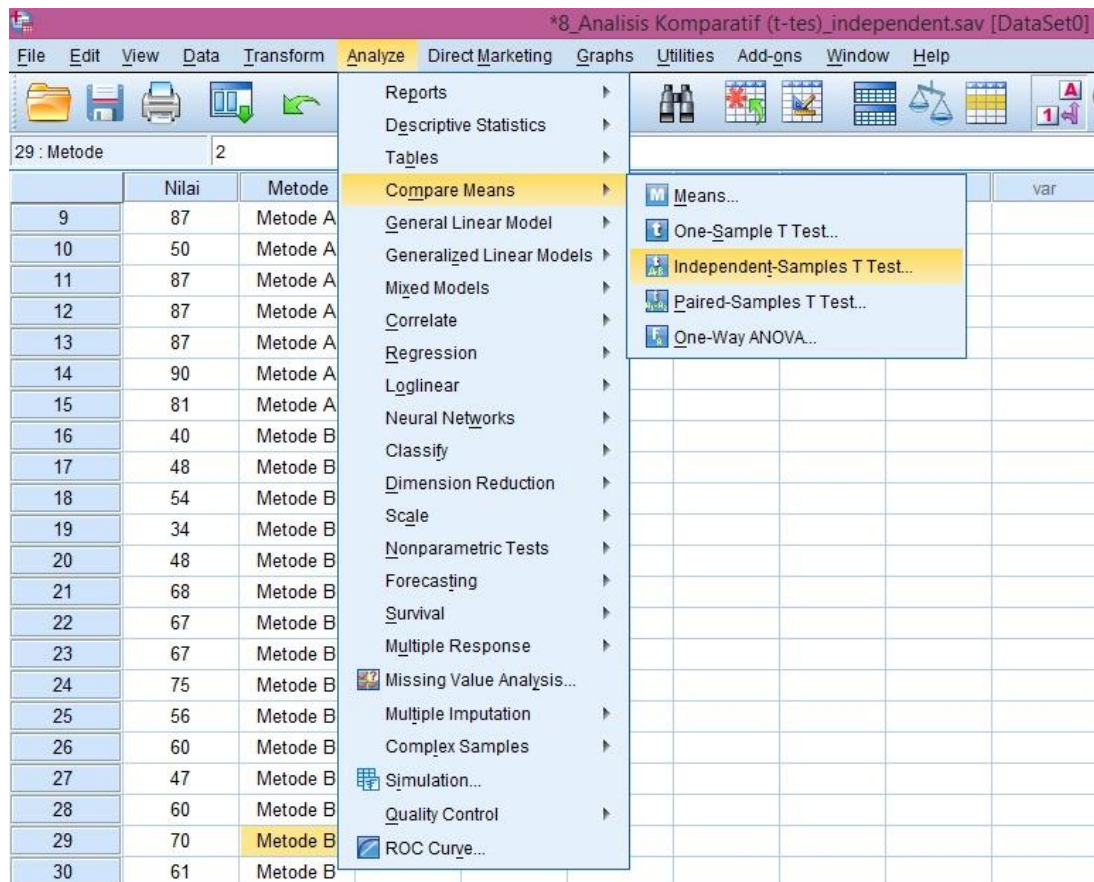 *8_Analisis Komparatif (t-tes)_independent.sav [DataSet0]
File Edit View Data Transform Analyze Direct Marketing Graphs Utilities Add-ons Window Help
29 : Metode 2
Nilai Metode var
9 87 Metode A
10 50 Metode A
11 87 Metode A
12 87 Metode A
13 87 Metode A
14 90 Metode A
15 81 Metode A
16 40 Metode B
17 48 Metode B
18 54 Metode B
19 34 Metode B
20 48 Metode B
21 68 Metode B
22 67 Metode B
23 67 Metode B
24 75 Metode B
25 56 Metode B
26 60 Metode B
27 47 Metode B
28 60 Metode B
29 70 Metode B
30 61 Metode B
Reports
Descriptive Statistics
Tables
Compare Means
General Linear Model
Generalized Linear Models
Mixed Models
Correlate
Regression
Loglinear
Neural Networks
Classify
Dimension Reduction
Scale
Nonparametric Tests
Forecasting
Survival
Multiple Response
Missing Value Analysis...
Multiple Imputation
Complex Samples
Simulation...
Quality Control
ROC Curve...
Means...
One-Sample T Test...
Independent-Samples T Test...
Paired-Samples T Test...
One-Way ANOVA...